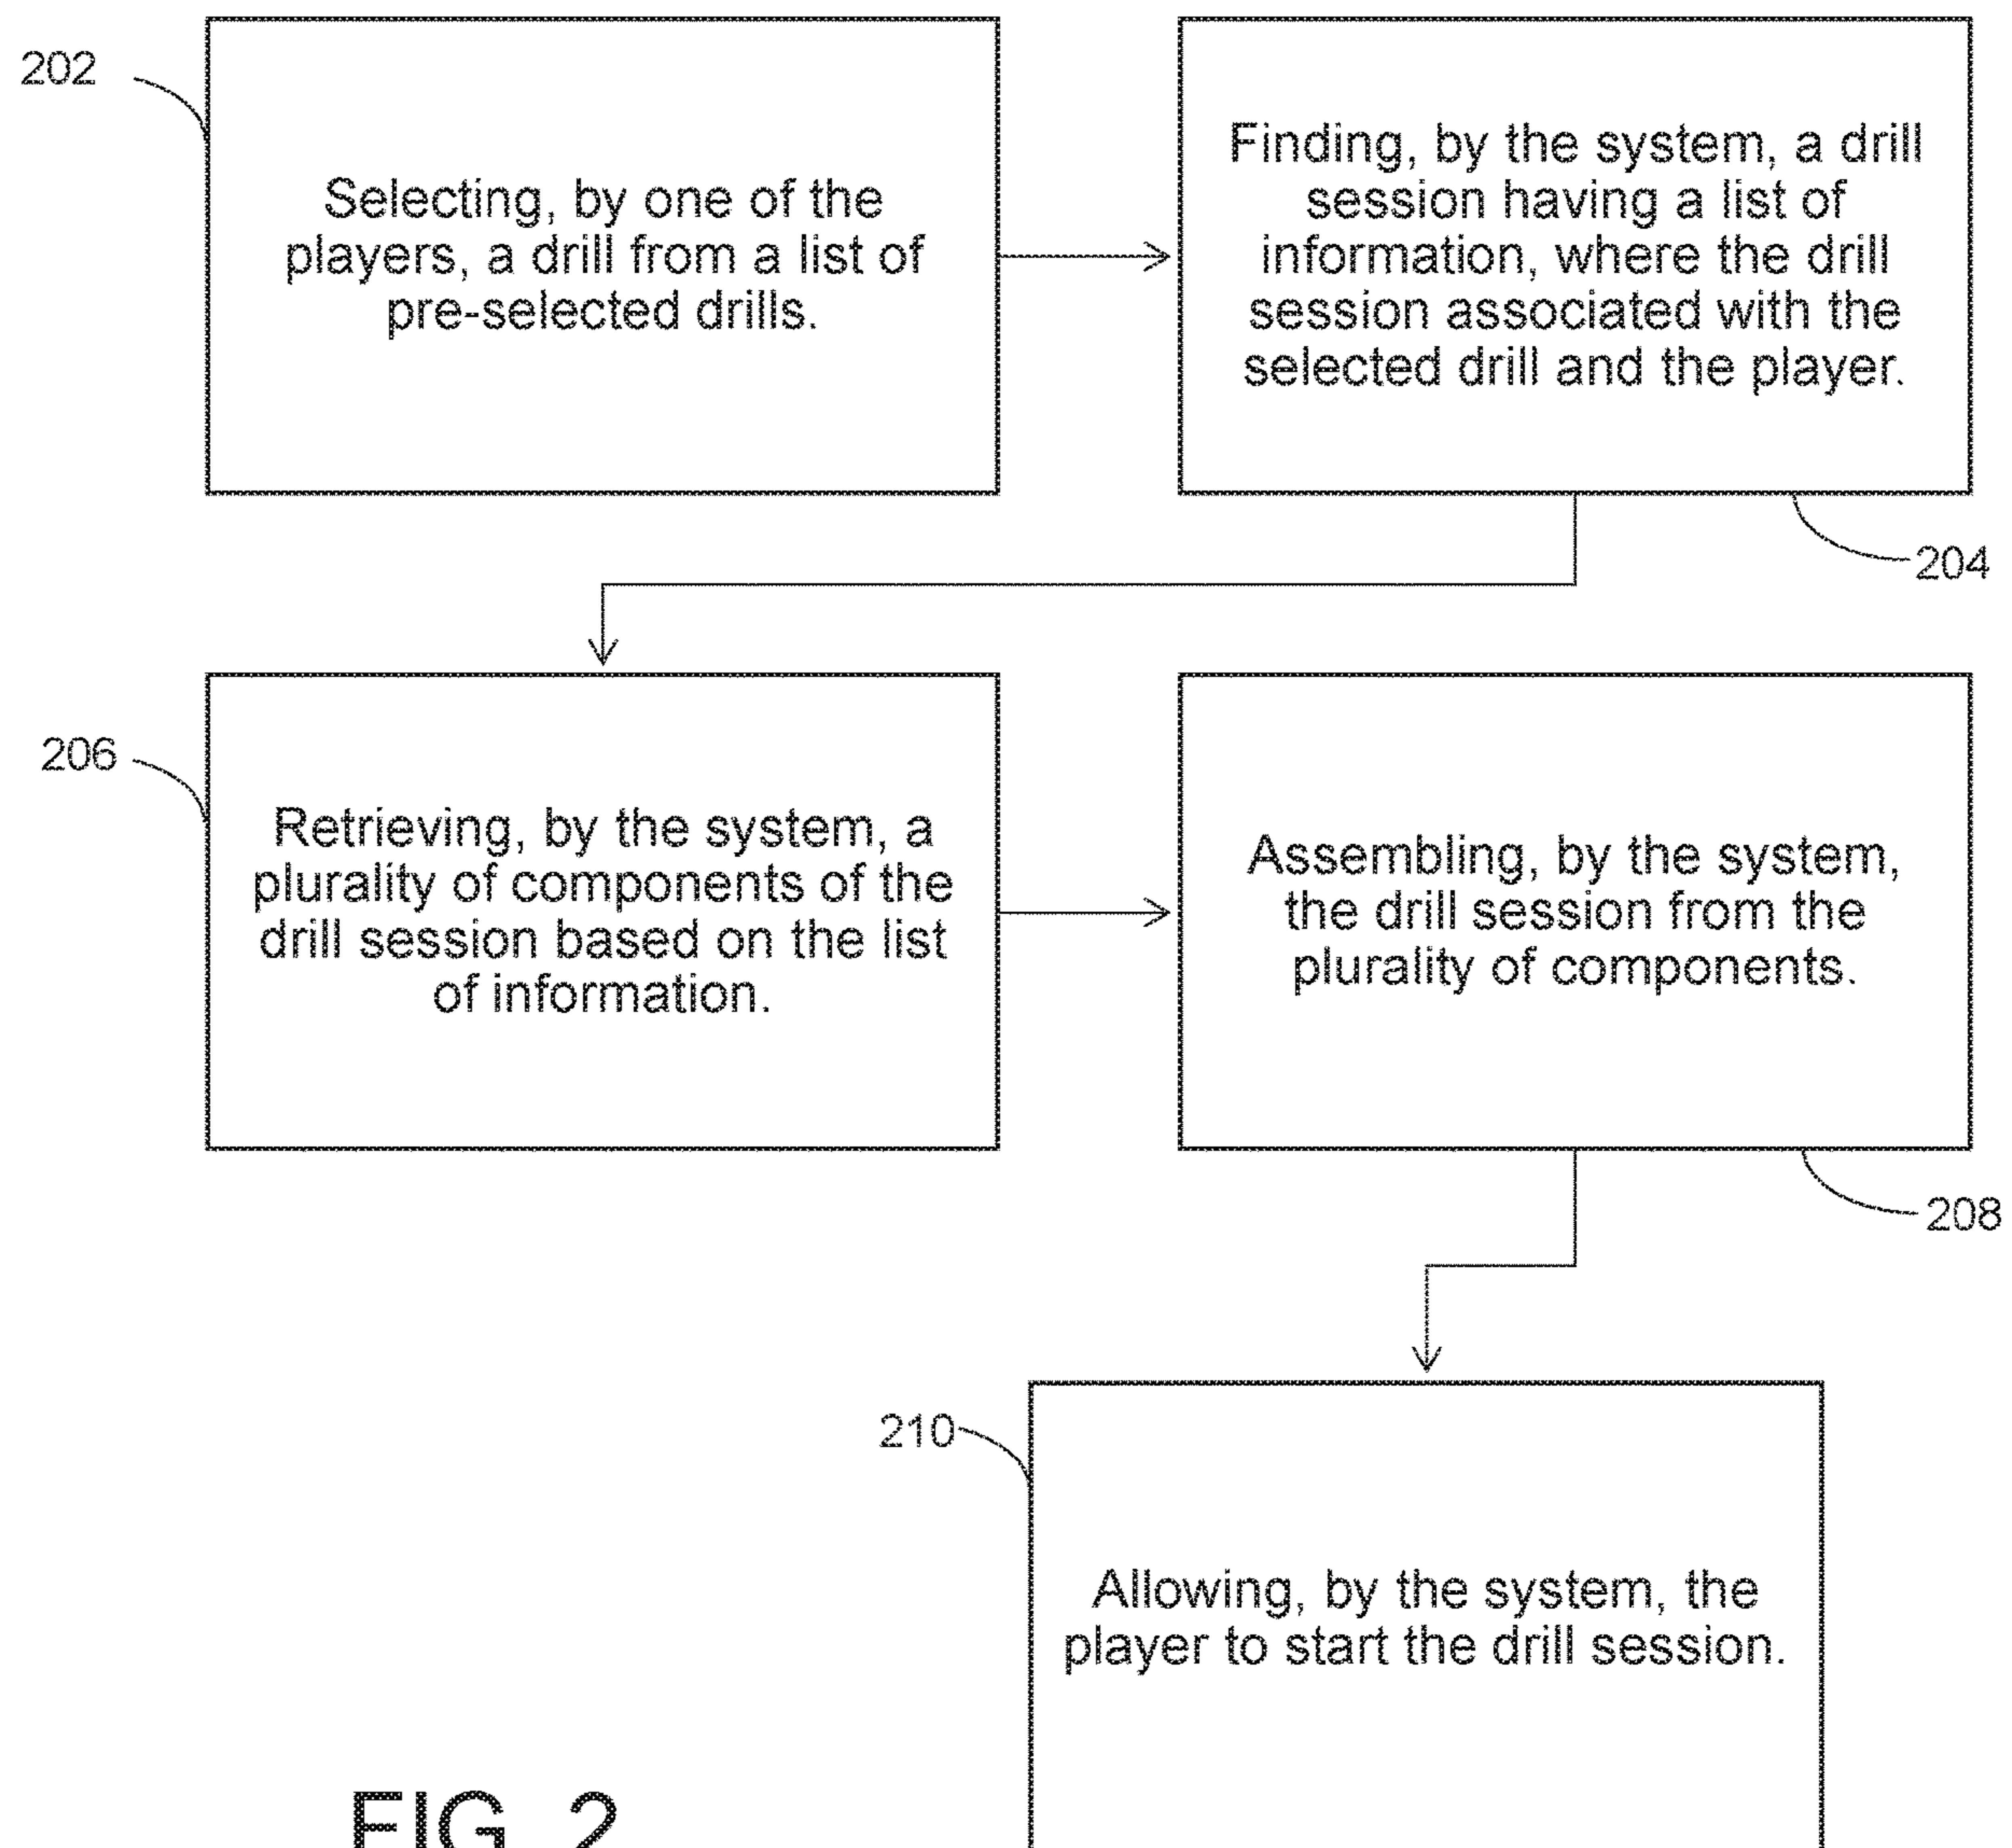 202
Selecting, by one of the
players, a drill from a list of
pre-selected drills.
Finding, by the system, a drill
session having a list of
information, where the drill
session associated with the
selected drill and the player.
204
206
Retrieving, by the system, a
plurality of components of the
drill session based on the list
of information.
Assembling, by the system,
the drill session from the
plurality of components.
208
210
Allowing, by the system, the
player to start the drill session.
FIG. 2